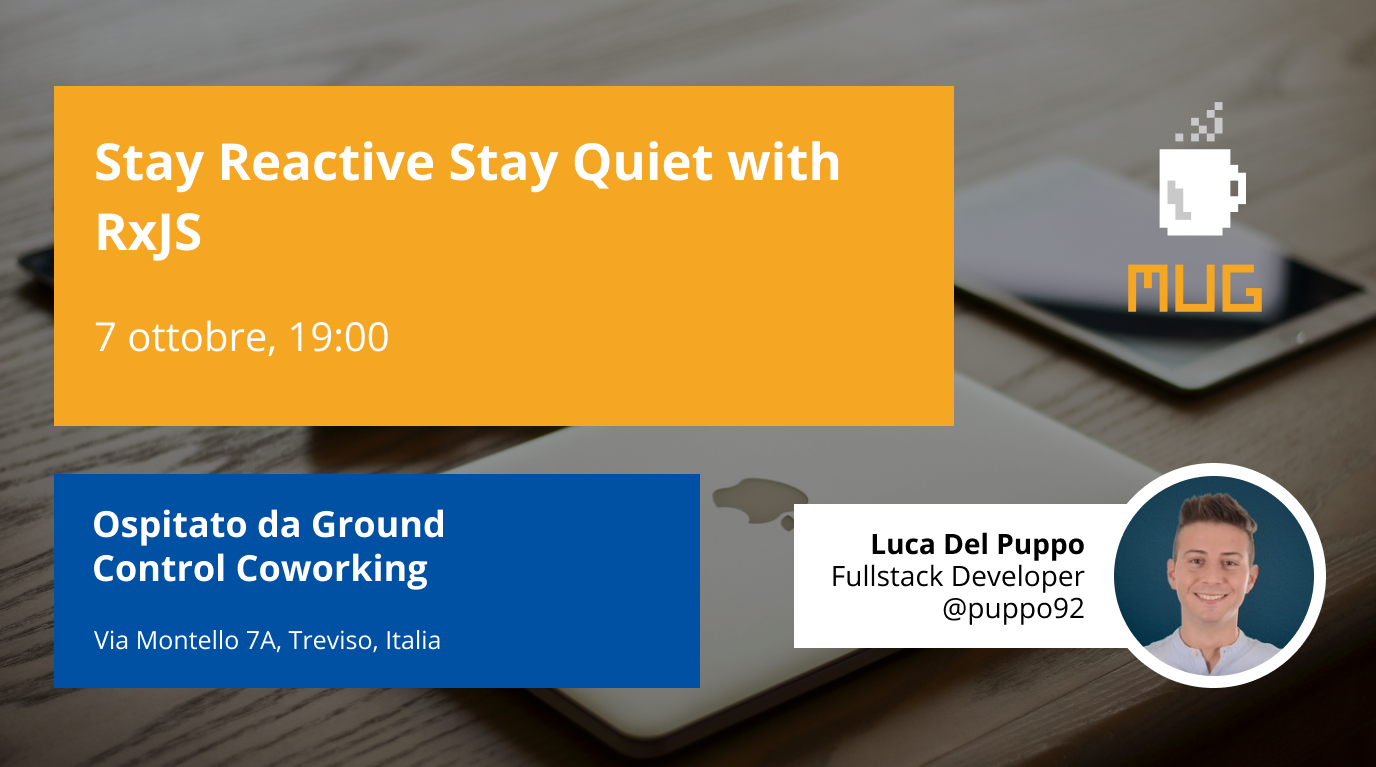 Stay Reactive Stay Quiet with
RxJS
7 ottobre, 19:00
MUG
Ospitato da Ground
Control Coworking
Via Montello 7A, Treviso, Italia
Luca Del Puppo
Fullstack Developer
@puppo92